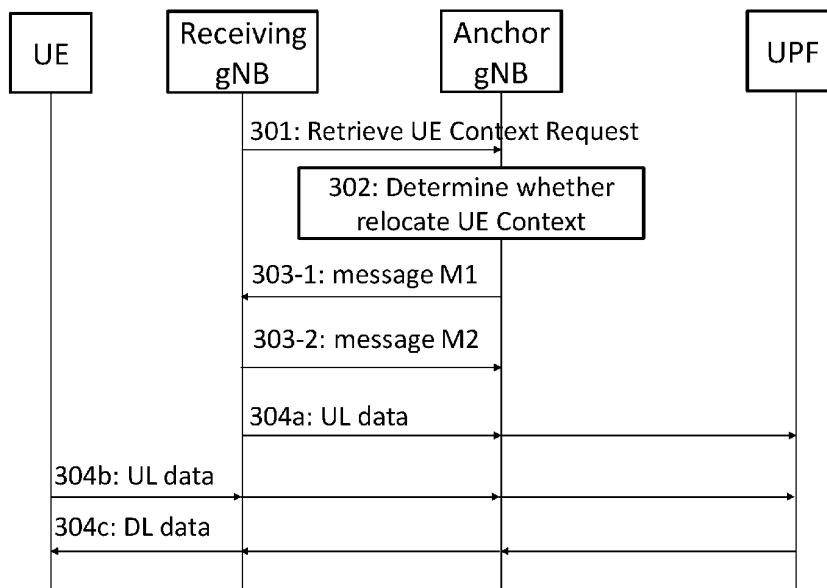 UE
Receiving
gNB
Anchor
gNB
UPF
301: Retrieve UE Context Request
302: Determine whether
relocate UE Context
303-1: message M1
303-2: message M2
304a: UL data
304b: UL data
304c: DL data